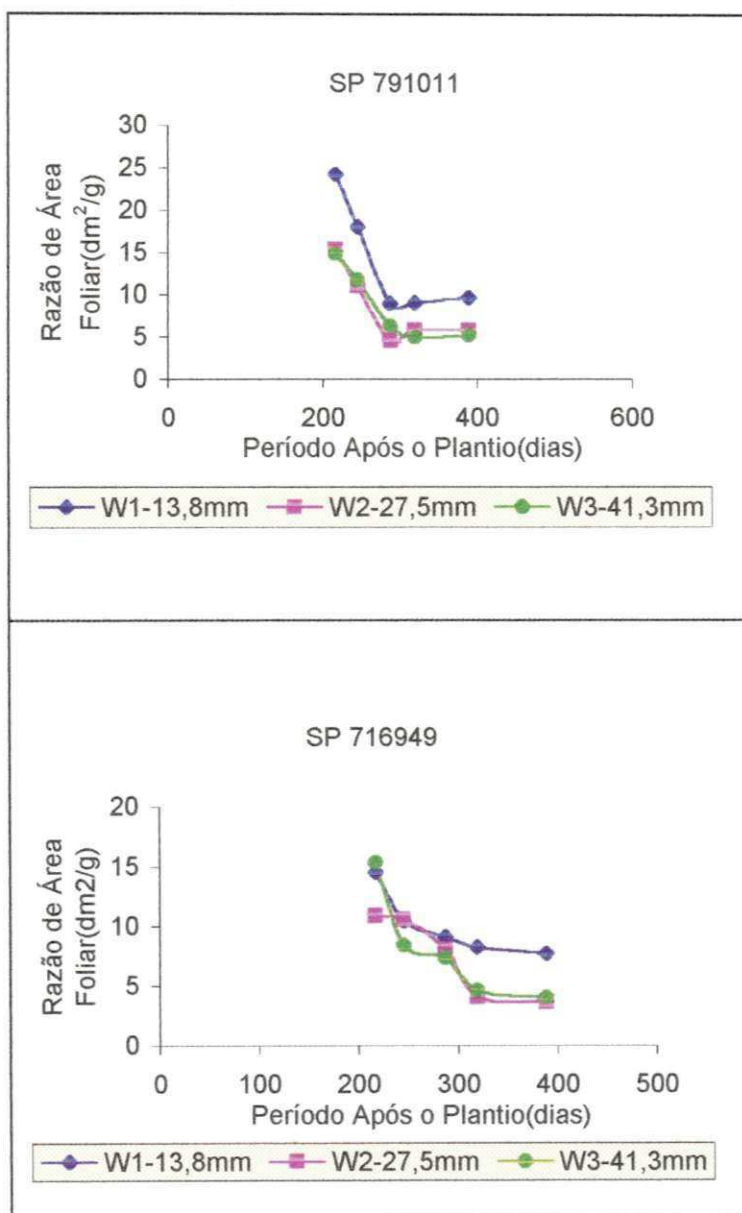 SP 791011
30
25
20
15
10
5
0
Razão de Área
Foliar(dm²/g)
0 200 400 600
Período Após o Plantio(dias)
W1-13,8mm W2-27,5mm W3-41,3mm
SP 716949
20
15
10
5
0
Razão de Área
Foliar(dm2/g)
0 100 200 300 400 500
Período Após o Plantio(dias)
W1-13,8mm W2-27,5mm W3-41,3mm